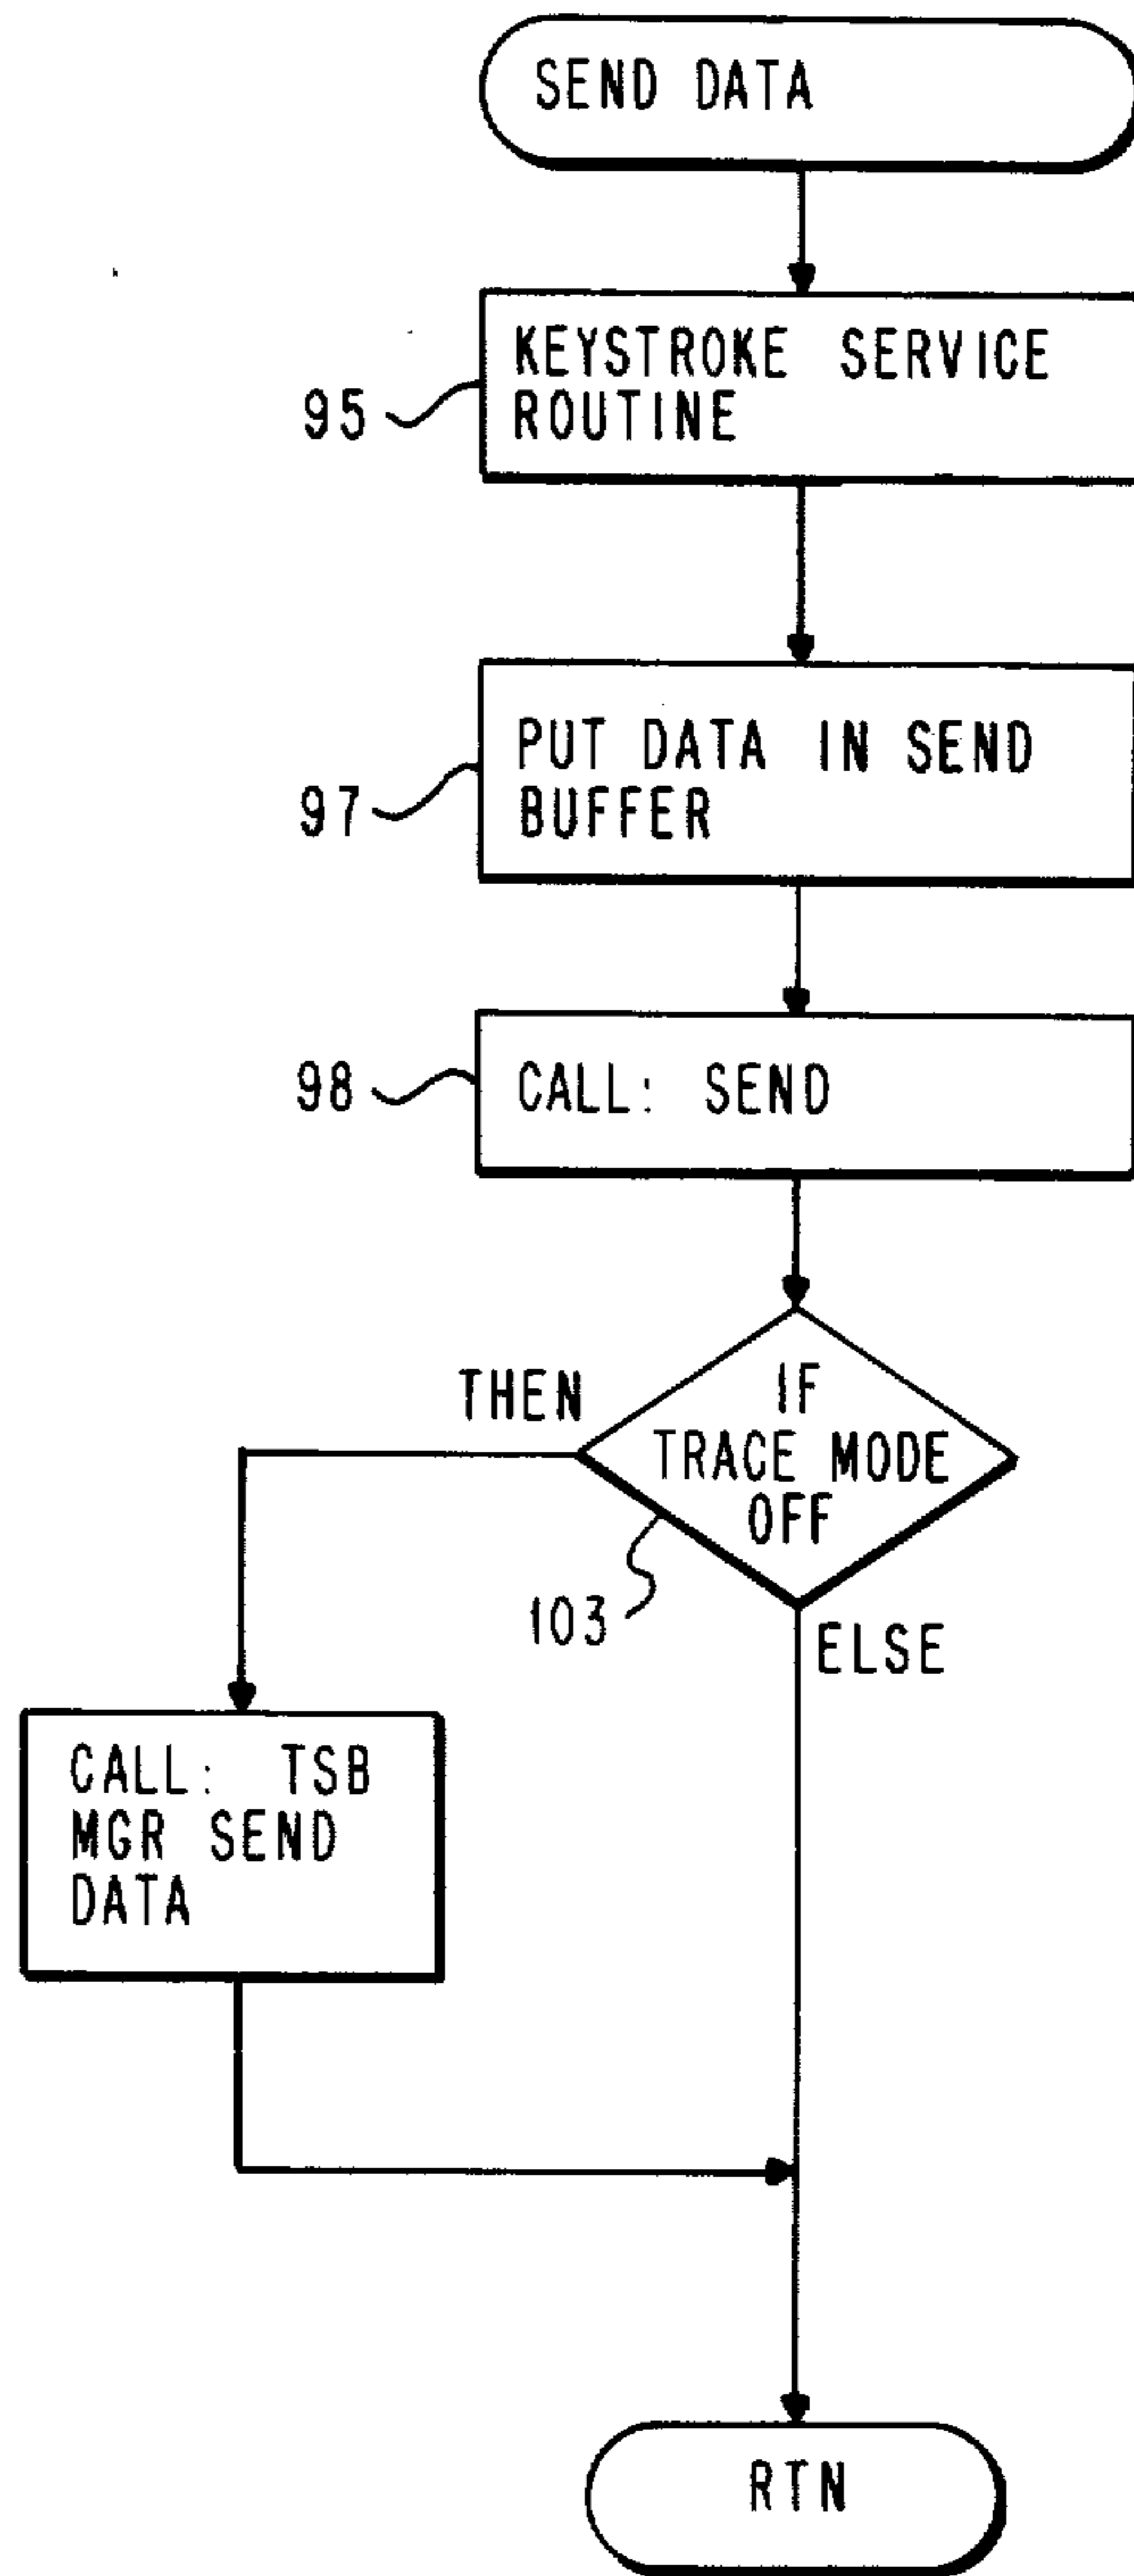 SEND DATA
KEYSTROKE SERVICE
ROUTINE
95
PUT DATA IN SEND
BUFFER
97
CALL: SEND
98
THEN
IF
TRACE MODE
OFF
103
ELSE
CALL: TSB
MGR SEND
DATA
RTN